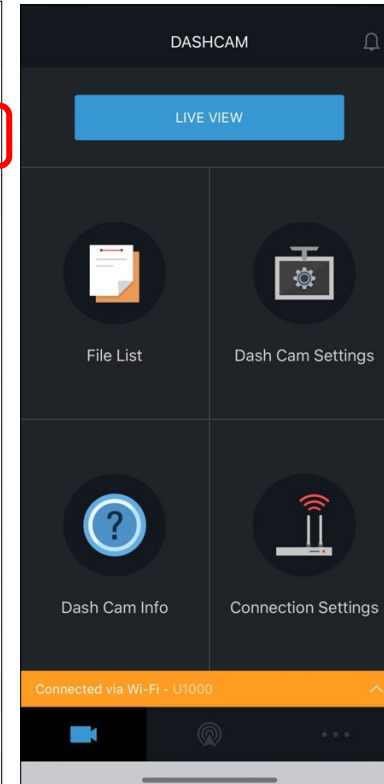 DASHCAM
LIVE VIEW
File List
Dash Cam Settings
?
Dash Cam Info
Connection Settings
Connected via Wi-Fi - U1000